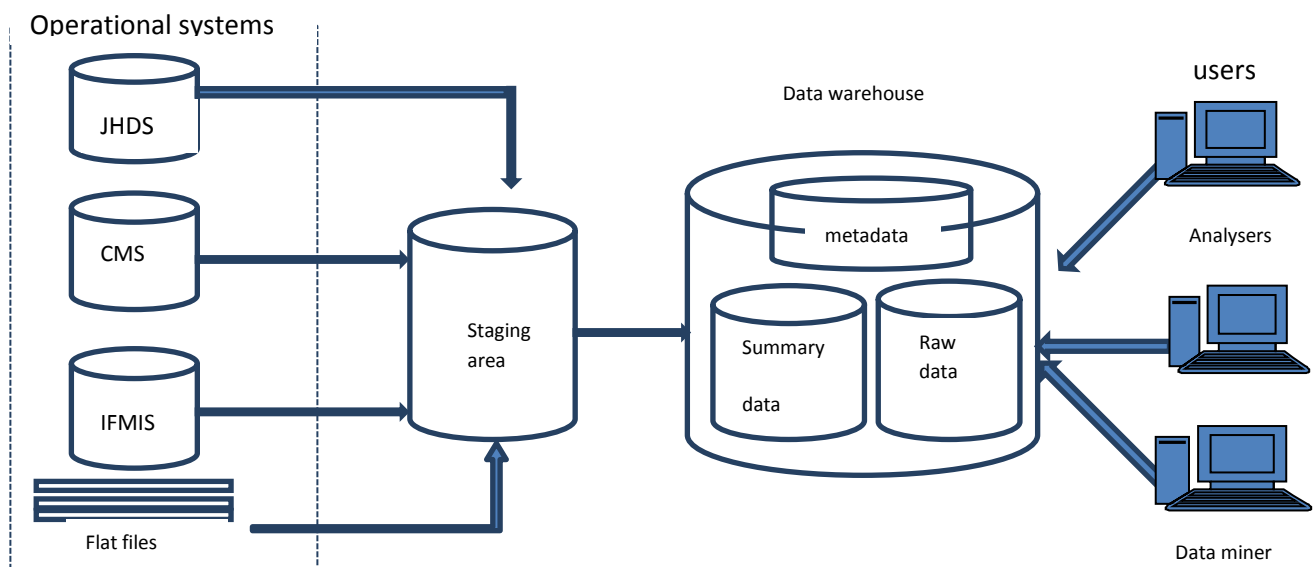 Operational systems
JHDS
CMS
IFMIS
Flat files
Staging
area
Data warehouse
metadata
Summary
data
Raw
data
users
Analysers
Data miner